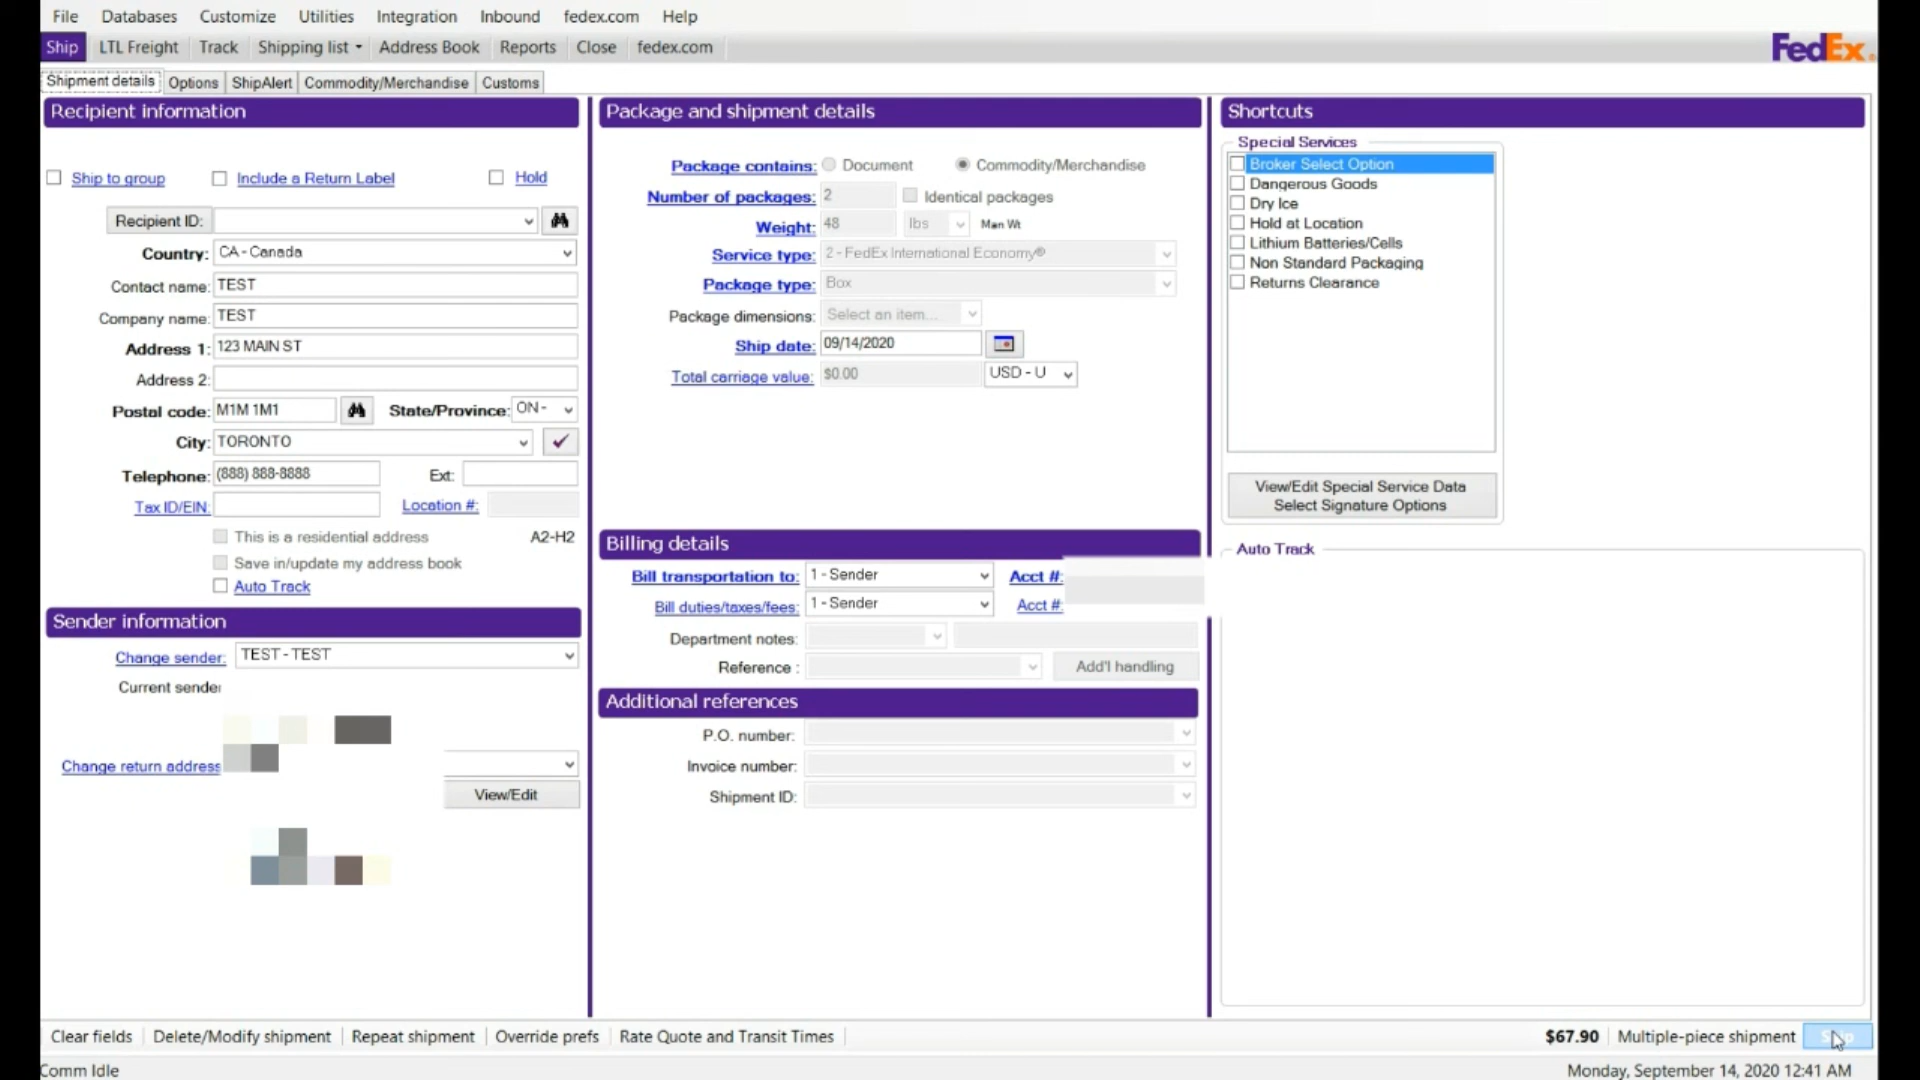 File Databases Customize Utilities Integration Inbound fedex.com Help
Ship LTL Freight Track Shipping list Address Book Reports Close fedex.com
FedEx
Shipment details Options ShipAlert Commodity/Merchandise Customs
Recipient information
Ship to group Include a Return Label Hold
Recipient ID:
Country: CA - Canada
Contact name: TEST
Company name: TEST
Address 1: 123 MAIN ST
Address 2:
Postal code: M1M 1M1 State/Province: ON -
City: TORONTO
Telephone: (888) 888-8888 Ext:
Tax ID/EIN: Location #:
This is a residential address A2-H2
Save in/update my address book
Auto Track
Sender information
Change sender: TEST - TEST
Current sender
Change return address
View/Edit
Package and shipment details
Package contains: Document Commodity/Merchandise
Number of packages: 2 Identical packages
Weight: 48 lbs Man Wt
Service type: 2 - FedEx International Economy®
Package type: Box
Package dimensions: Select an item...
Ship date: 09/14/2020
Total carriage value: $0.00 USD - U
Billing details
Bill transportation to: 1 - Sender Acct #:
Bill duties/taxes/fees: 1 - Sender Acct #:
Department notes:
Reference : Add'l handling
Additional references
P.O. number:
Invoice number:
Shipment ID:
Shortcuts
Special Services
Broker Select Option
Dangerous Goods
Dry Ice
Hold at Location
Lithium Batteries/Cells
Non Standard Packaging
Returns Clearance
View/Edit Special Service Data
Select Signature Options
Auto Track
Clear fields Delete/Modify shipment Repeat shipment Override prefs Rate Quote and Transit Times $67.90 Multiple-piece shipment
Comm Idle Monday, September 14, 2020 12:41 AM